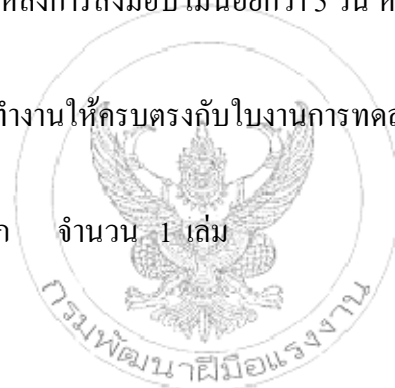 หลังการส่งมอบ ไม่น้อยกว่า 3 วัน
ทำงานให้ครบตรงกับใบงานการทด
จำนวน 1 เล่ม
กรมพัฒนาฝีมือแรงงาน